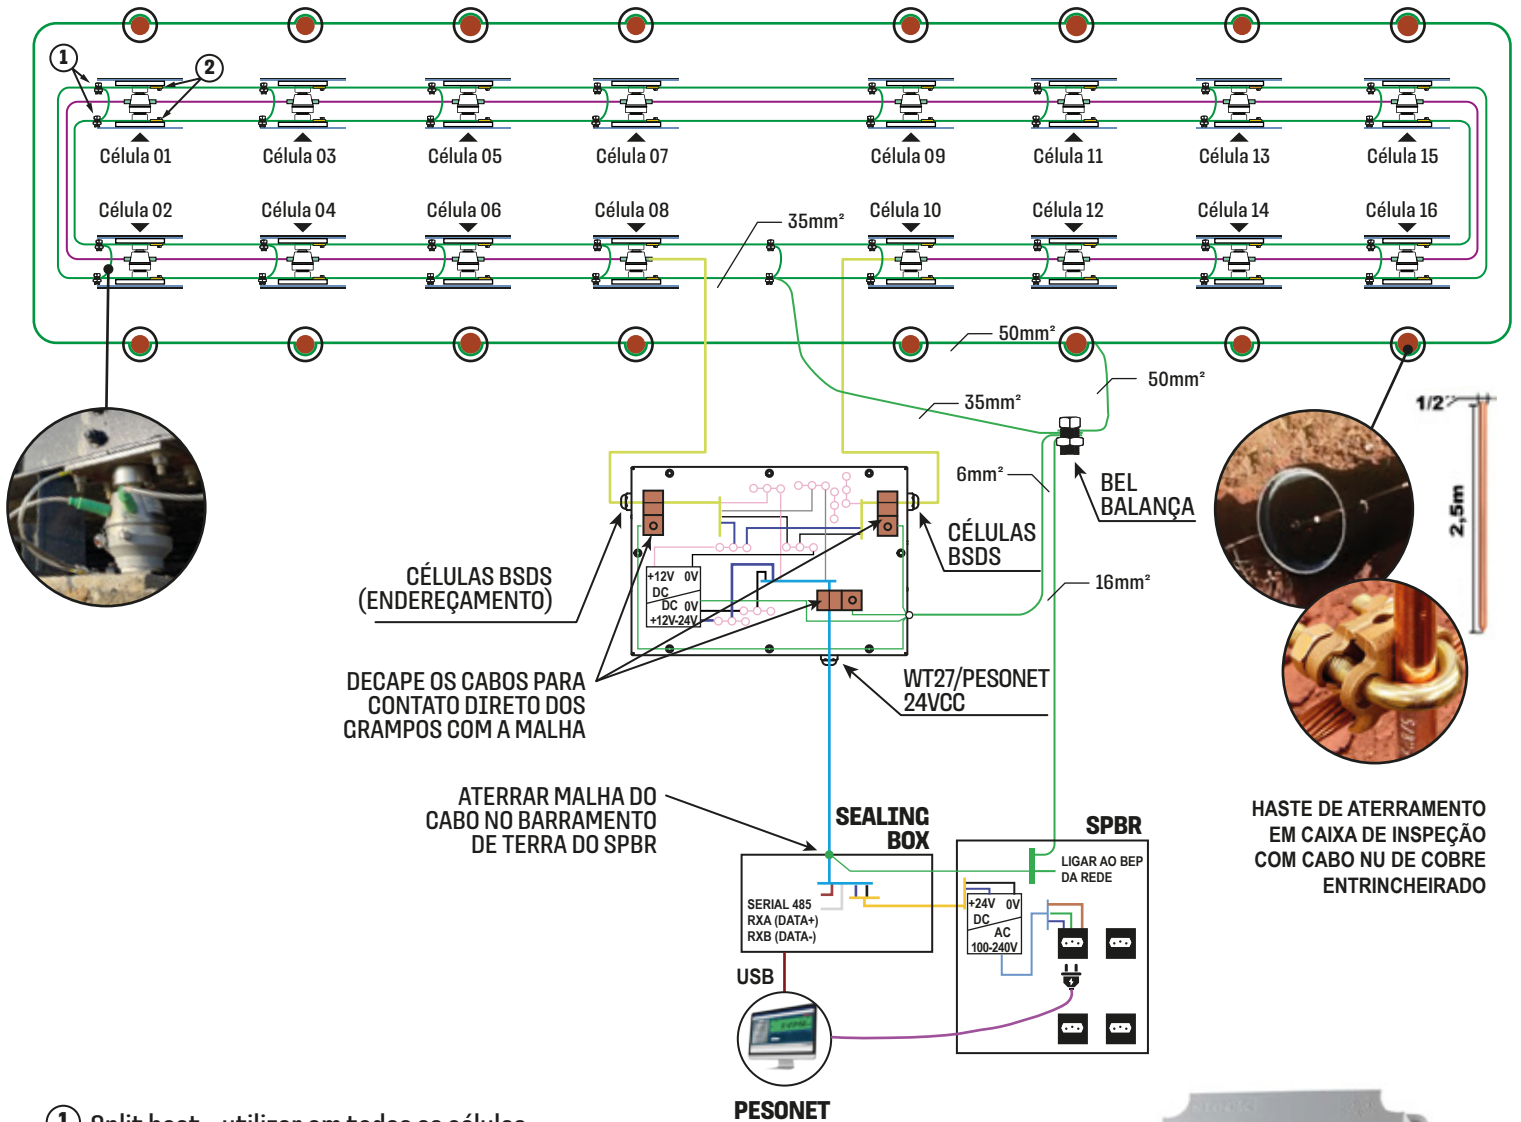 1
2
Célula 01
Célula 03
Célula 05
Célula 07
Célula 09
Célula 11
Célula 13
Célula 15
Célula 02
Célula 04
Célula 06
Célula 08
Célula 10
Célula 12
Célula 14
Célula 16
35mm²
50mm²
50mm²
35mm²
1/2"
2,5m
6mm²
BEL
BALANÇA
CÉLULAS
BSDS
CÉLULAS BSDS
(ENDEREÇAMENTO)
16mm²
+12V 0V
DC
DC 0V
+12V-24V
DECAPE OS CABOS PARA
CONTATO DIRETO DOS
GRAMPOS COM A MALHA
WT27/PESONET
24VCC
ATERRAR MALHA DO
CABO NO BARRAMENTO
DE TERRA DO SPBR
SEALING
BOX
SPBR
HASTE DE ATERRAMENTO
EM CAIXA DE INSPEÇÃO
COM CABO NU DE COBRE
ENTRINCHEIRADO
LIGAR AO BEP
DA REDE
SERIAL 485
RXA (DATA+)
RXB (DATA-)
+24V 0V
DC
AC
100-240V
USB
PESONET